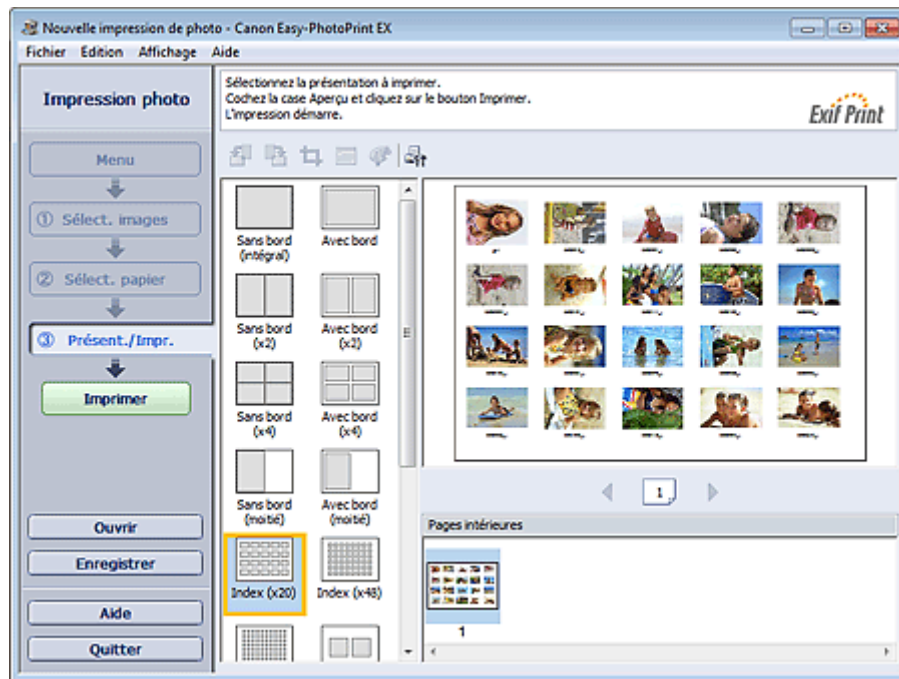 Nouvelle impression de photo - Canon Easy-PhotoPrint EX
Fichier Edition Affichage Aide
Impression photo
Sélectionnez la présentation à imprimer.
Cochez la case Aperçu et cliquez sur le bouton Imprimer.
L'impression démarre.
Exif Print
Menu
① Sélect. images
② Sélect. papier
③ Présent./Impr.
Imprimer
Ouvrir
Enregistrer
Aide
Quitter
Sans bord
(intégral)
Avec bord
Sans bord
(x2)
Avec bord
(x2)
Sans bord
(x4)
Avec bord
(x4)
Sans bord
(moitié)
Avec bord
(moitié)
Index (x20)
Index (x48)
1
Pages intérieures
1